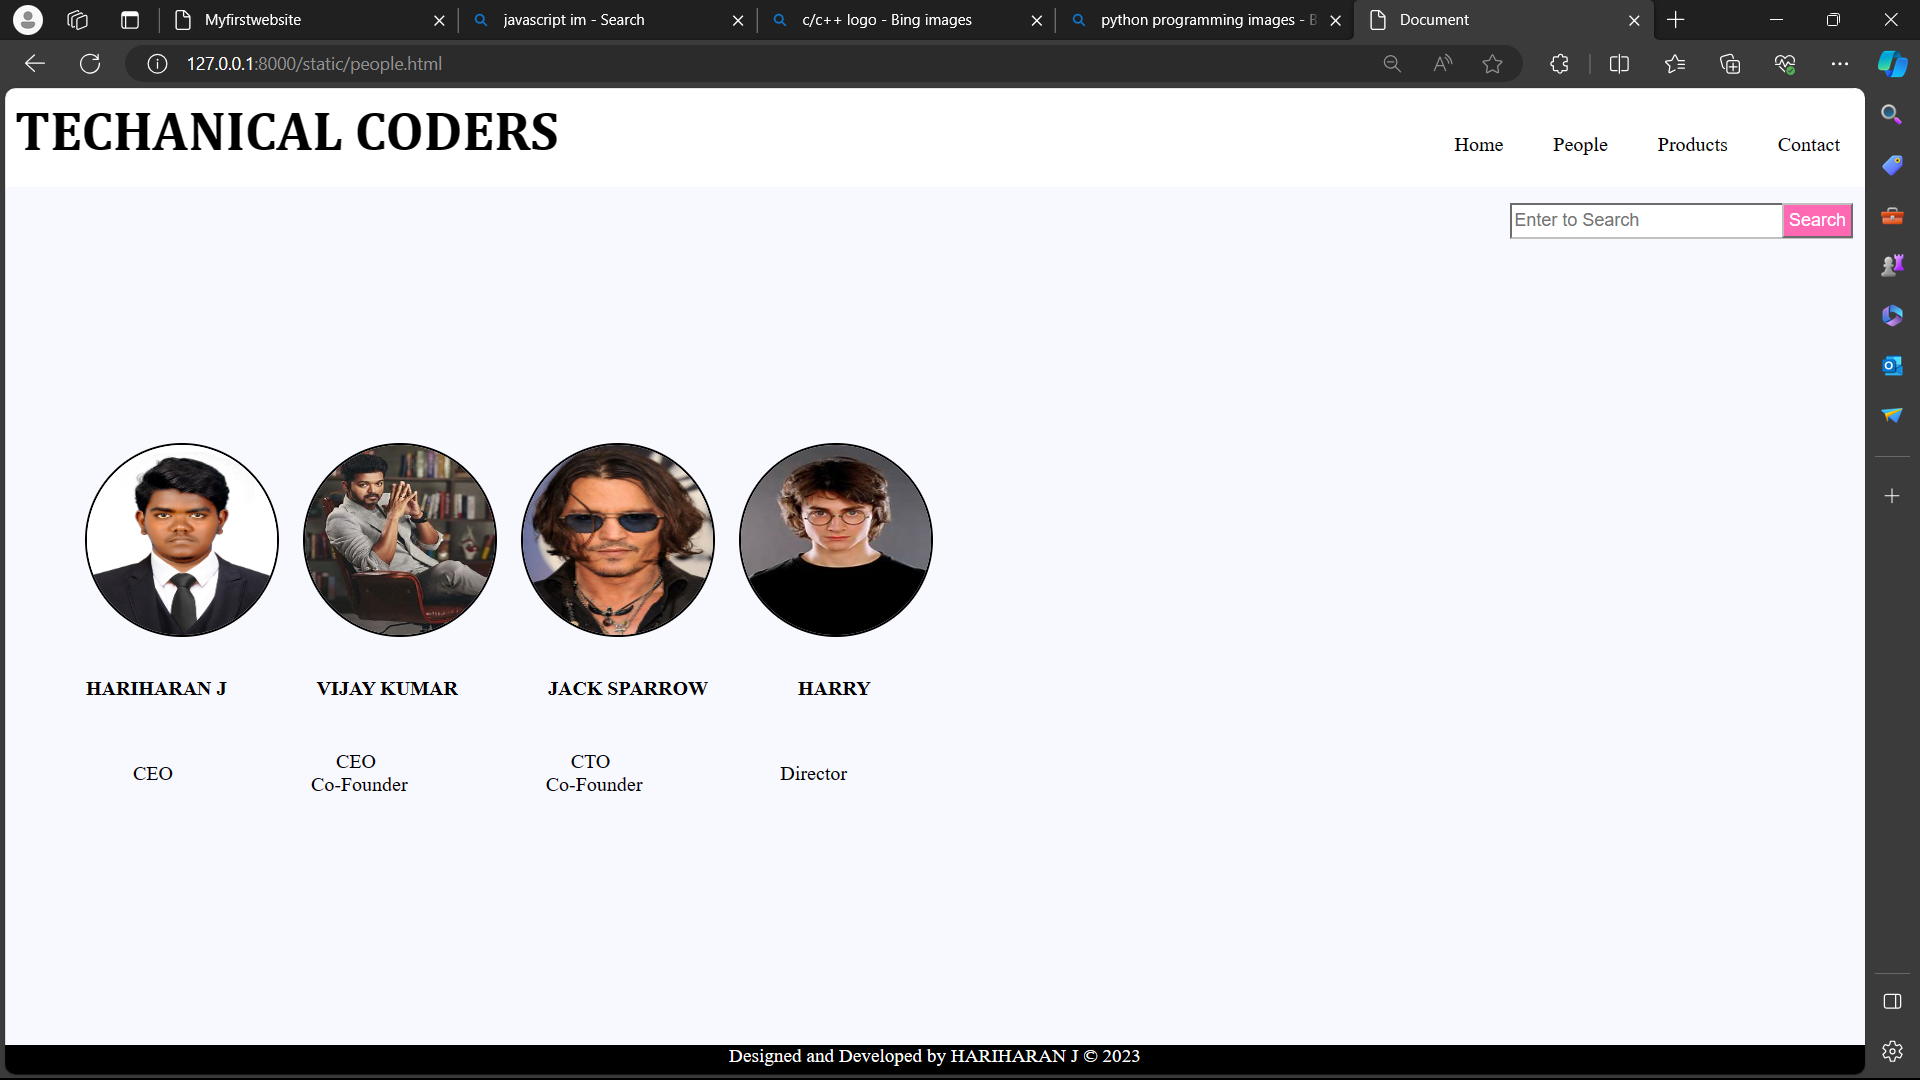 Myfirstwebsite
javascript im - Search
c/c++ logo - Bing images
python programming images - B
Document
127.0.0.1:8000/static/people.html
TECHANICAL CODERS
Home People Products Contact
Enter to Search Search
HARIHARAN J VIJAY KUMAR JACK SPARROW HARRY
CEO
CEO
Co-Founder
CTO
Co-Founder
Director
Designed and Developed by HARIHARAN J © 2023